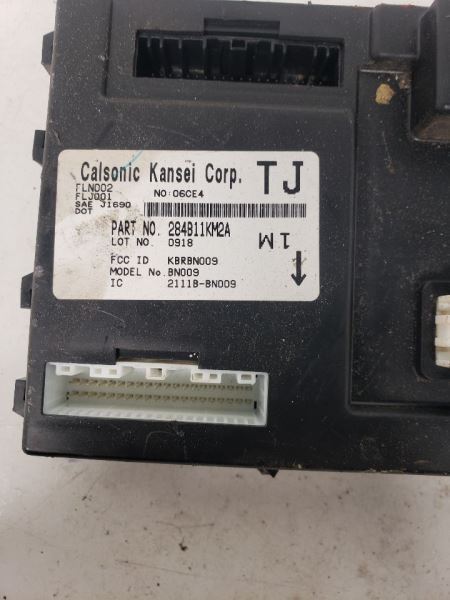 Calsonic Kansei Corp. TJ
FLN002
FLJ001
SAE J1690
DOT
NO:06CE4
PART NO. 284B11KM2A
LOT NO. 0918
1M
FCC ID KBRBN009
MODEL No. BN009
IC 2111B-BN009